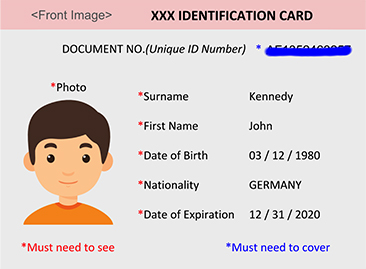 <Front Image> XXX IDENTIFICATION CARD
DOCUMENT NO.(Unique ID Number) *
*Photo
*Surname Kennedy
*First Name John
*Date of Birth 03 / 12 / 1980
*Nationality GERMANY
*Date of Expiration 12 / 31 / 2020
*Must need to see *Must need to cover